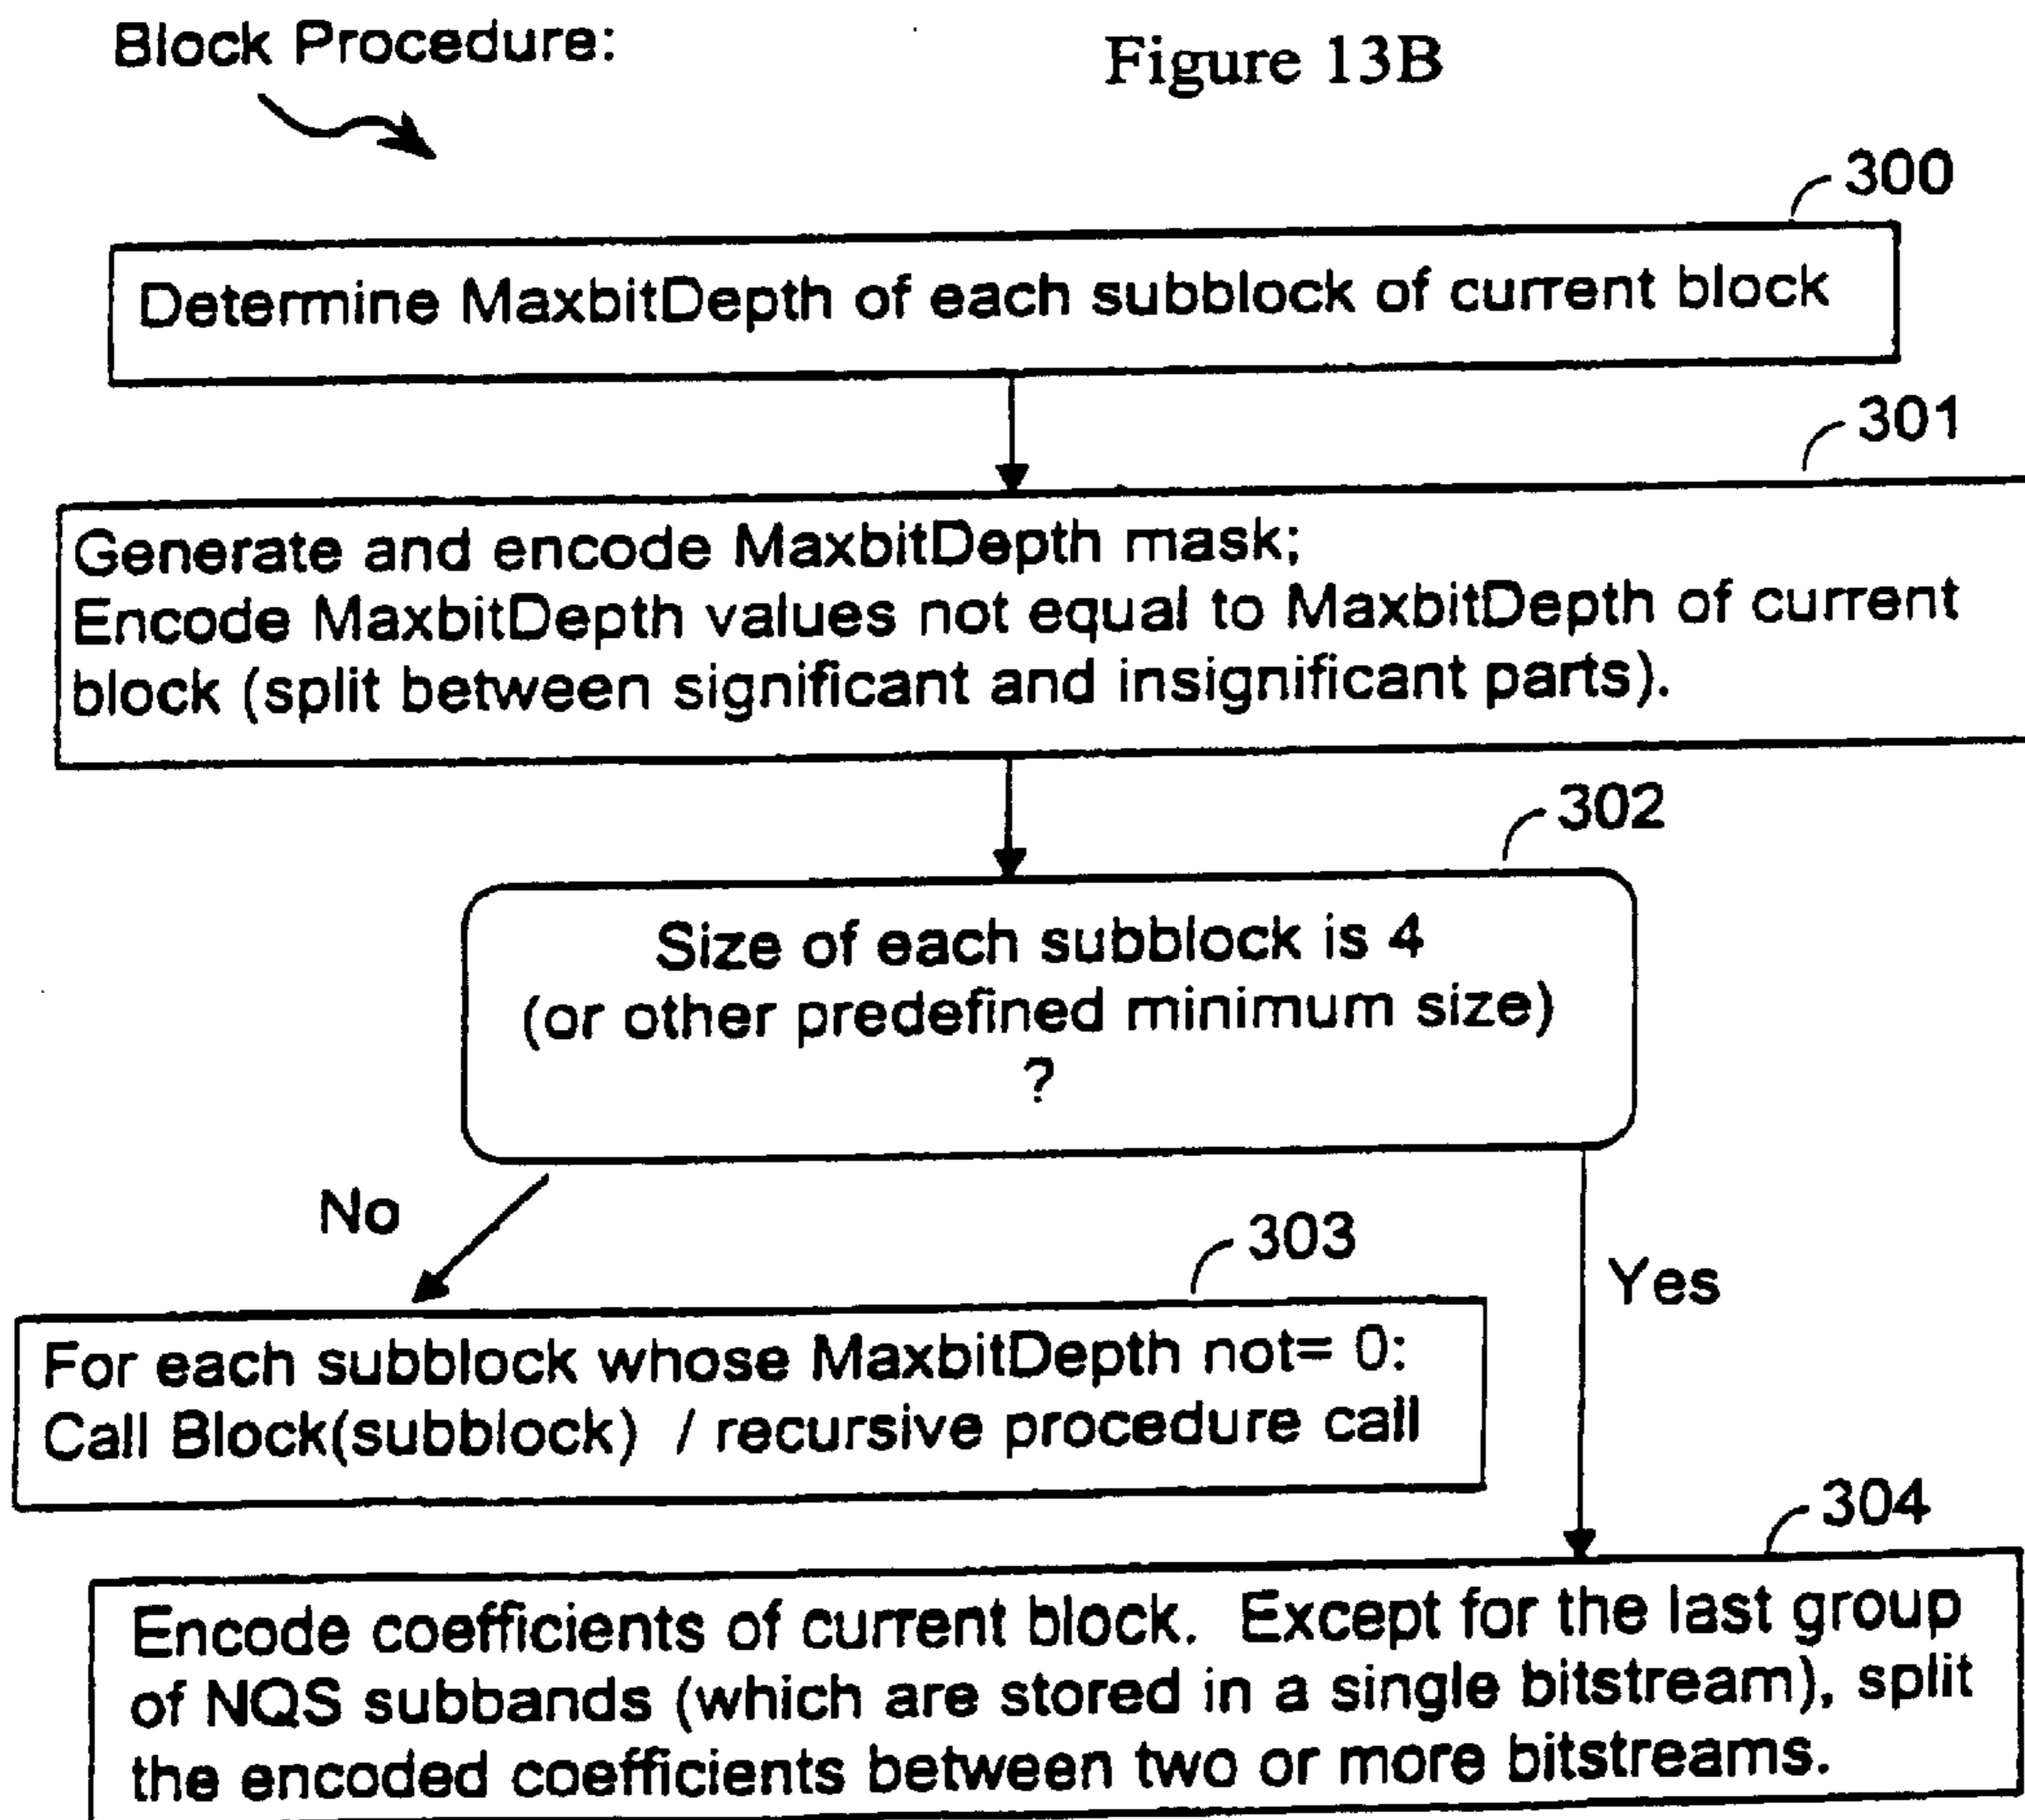 Block Procedure:
Figure 13B
300
Determine MaxbitDepth of each subblock of current block
301
Generate and encode MaxbitDepth mask;
Encode MaxbitDepth values not equal to MaxbitDepth of current
block (split between significant and insignificant parts).
302
Size of each subblock is 4
(or other predefined minimum size)
?
No
Yes
303
For each subblock whose MaxbitDepth not= 0:
Call Block(subblock) / recursive procedure call
304
Encode coefficients of current block. Except for the last group
of NQS subbands (which are stored in a single bitstream), split
the encoded coefficients between two or more bitstreams.